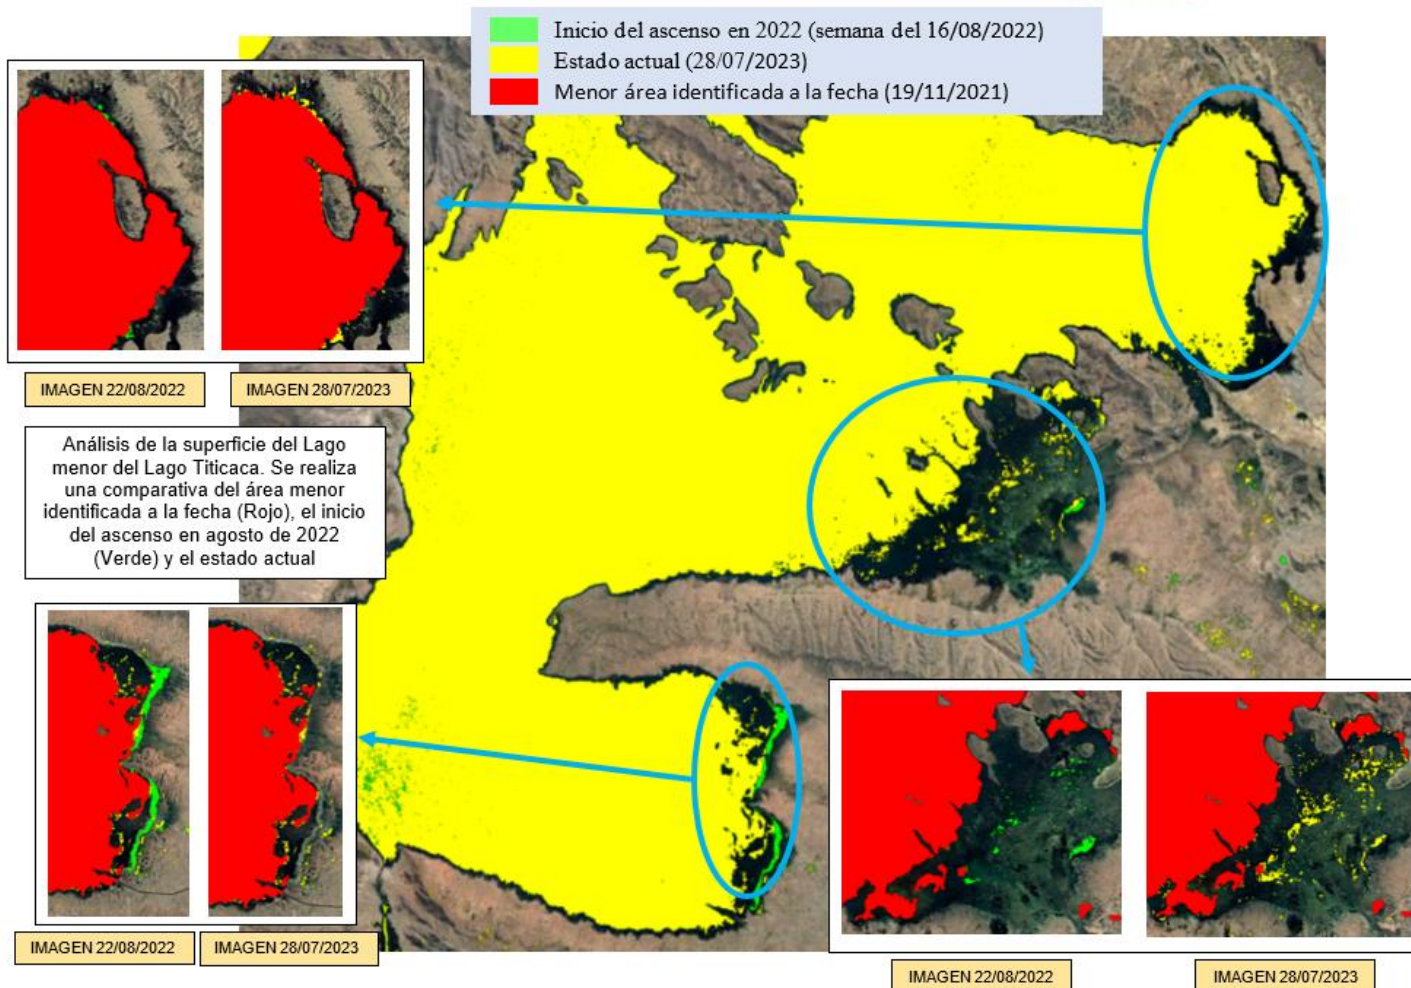 Inicio del ascenso en 2022 (semana del 16/08/2022)
Estado actual (28/07/2023)
Menor área identificada a la fecha (19/11/2021)
IMAGEN 22/08/2022
IMAGEN 28/07/2023
Análisis de la superficie del Lago
menor del Lago Titicaca. Se realiza
una comparativa del área menor
identificada a la fecha (Rojo), el inicio
del ascenso en agosto de 2022
(Verde) y el estado actual
IMAGEN 22/08/2022
IMAGEN 28/07/2023
IMAGEN 22/08/2022
IMAGEN 28/07/2023